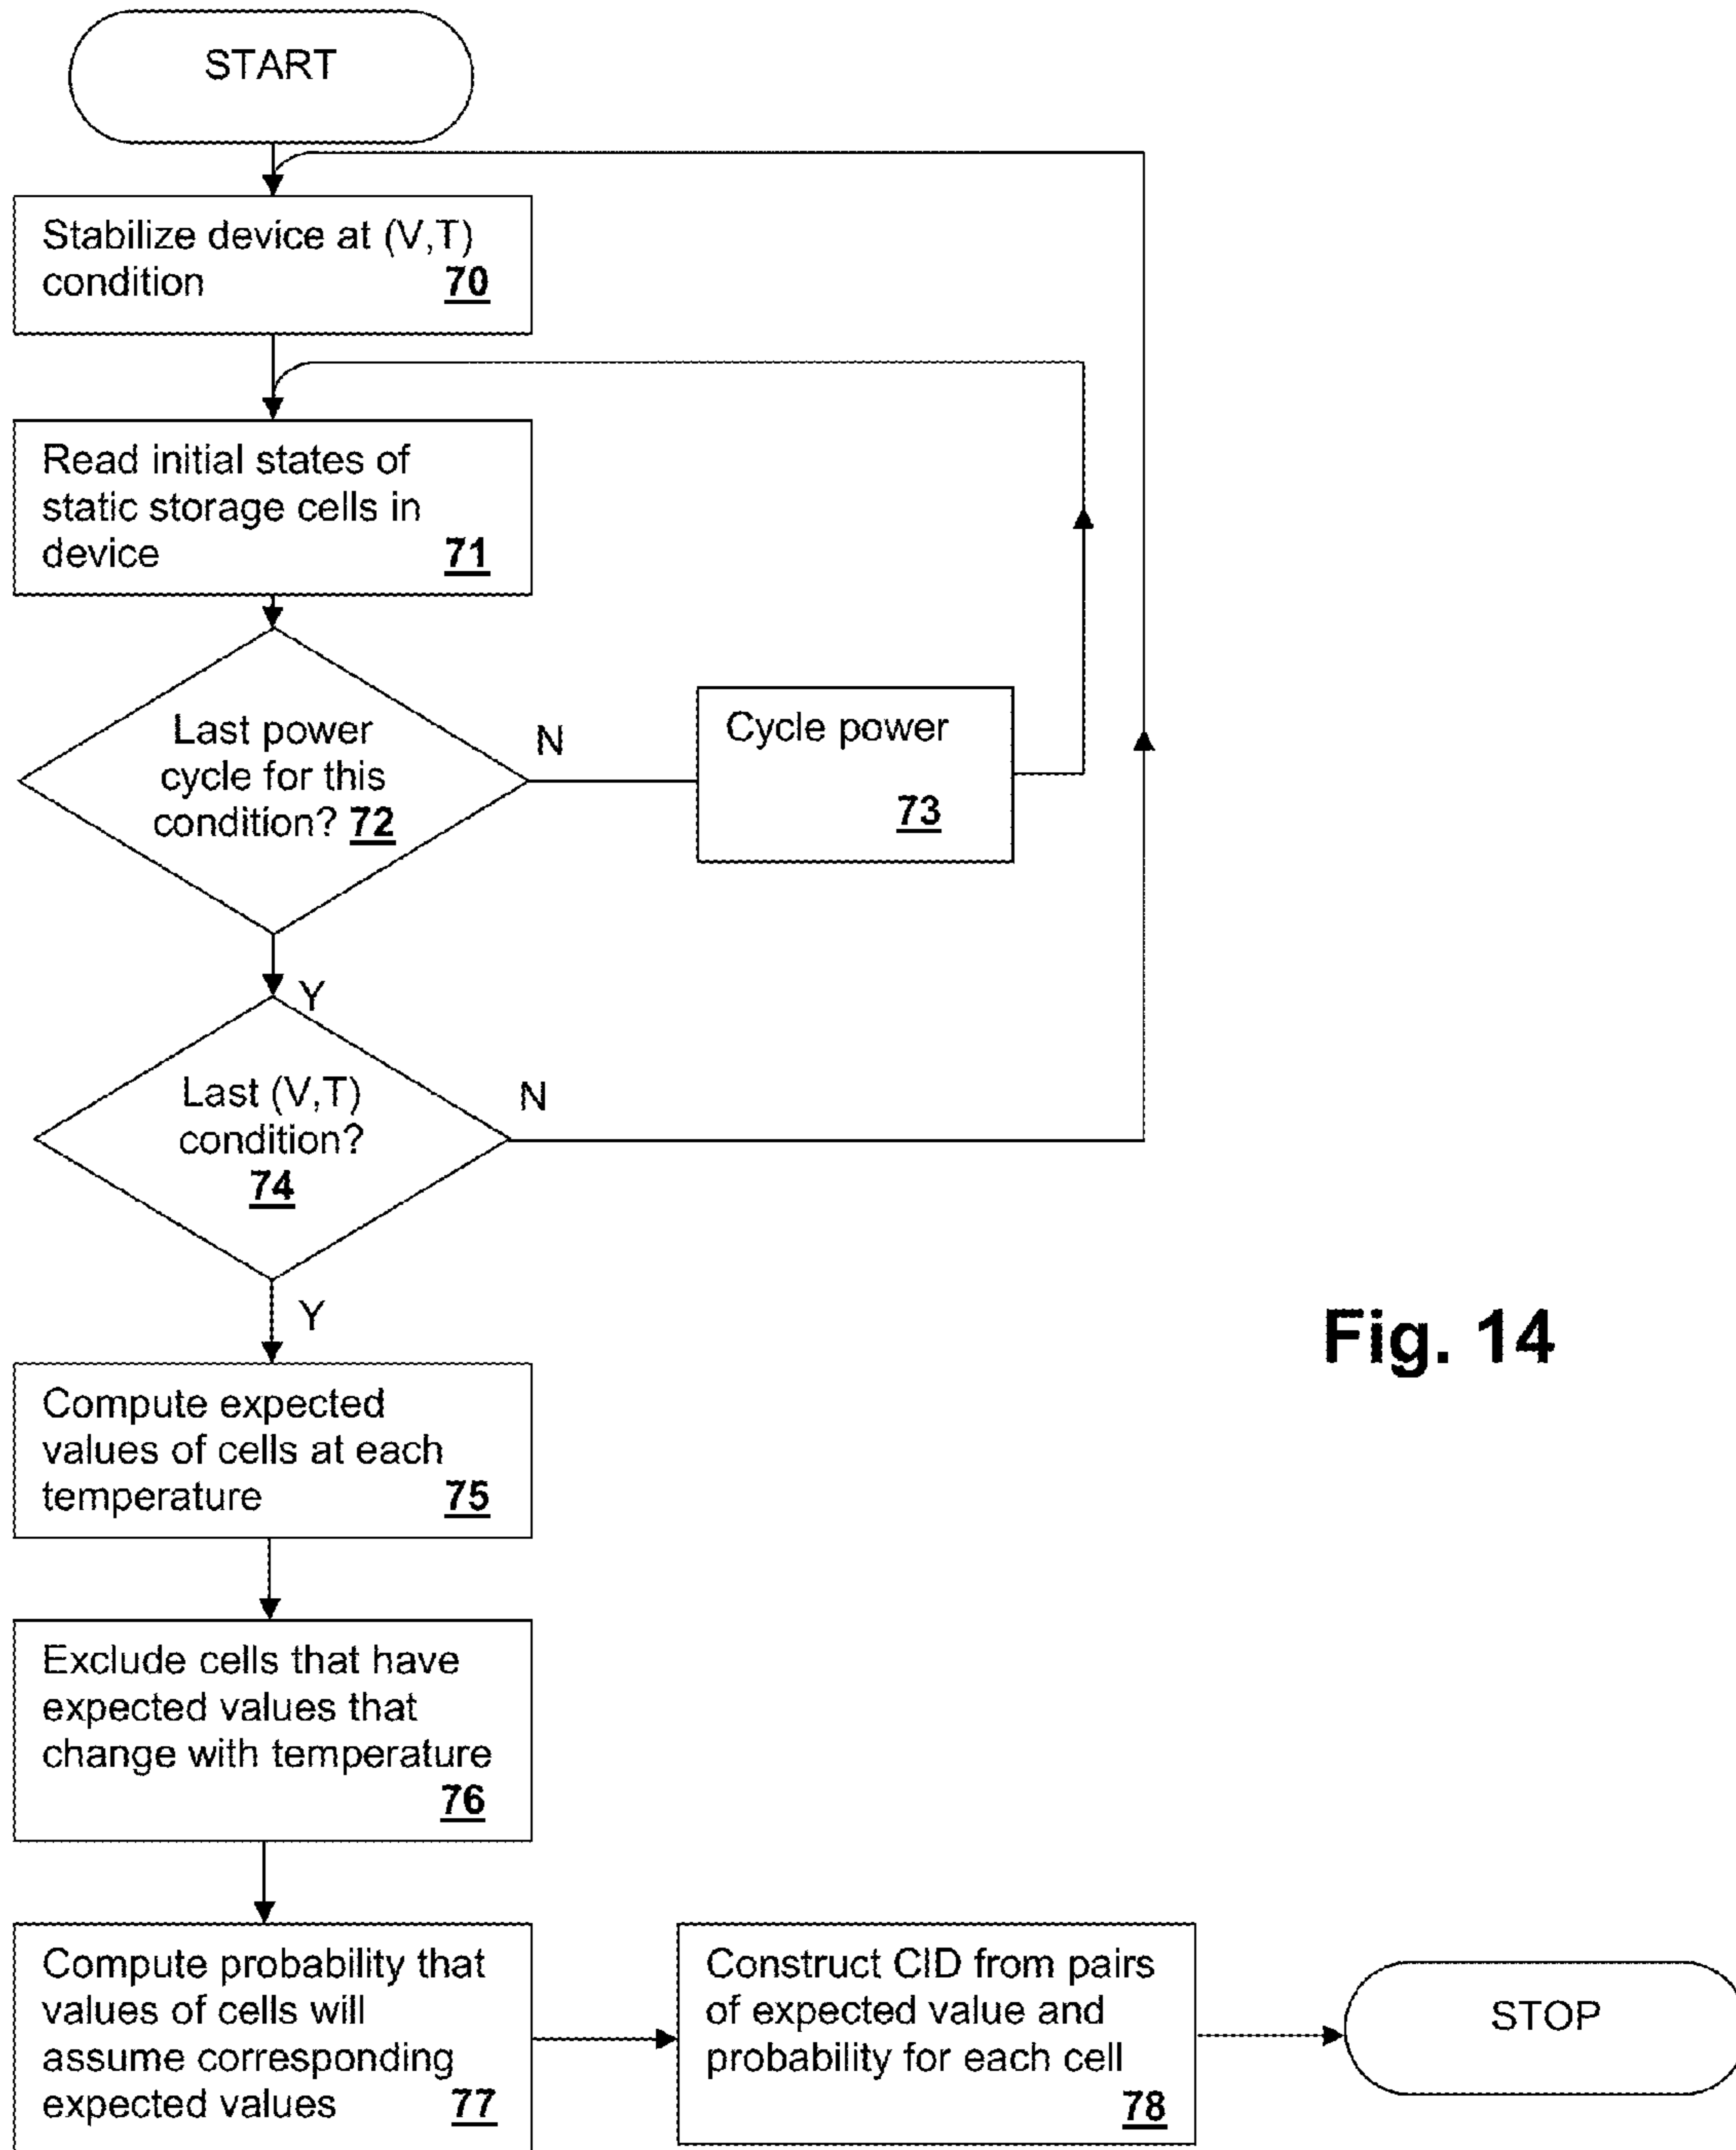 START
Stabilize device at (V,T)
condition 70
Read initial states of
static storage cells in
device 71
Last power
cycle for this
condition? 72
N
Cycle power
73
Y
Last (V,T)
condition?
74
N
Y
Compute expected
values of cells at each
temperature 75
Exclude cells that have
expected values that
change with temperature
76
Compute probability that
values of cells will
assume corresponding
expected values 77
Construct CID from pairs
of expected value and
probability for each cell
78
STOP
Fig. 14